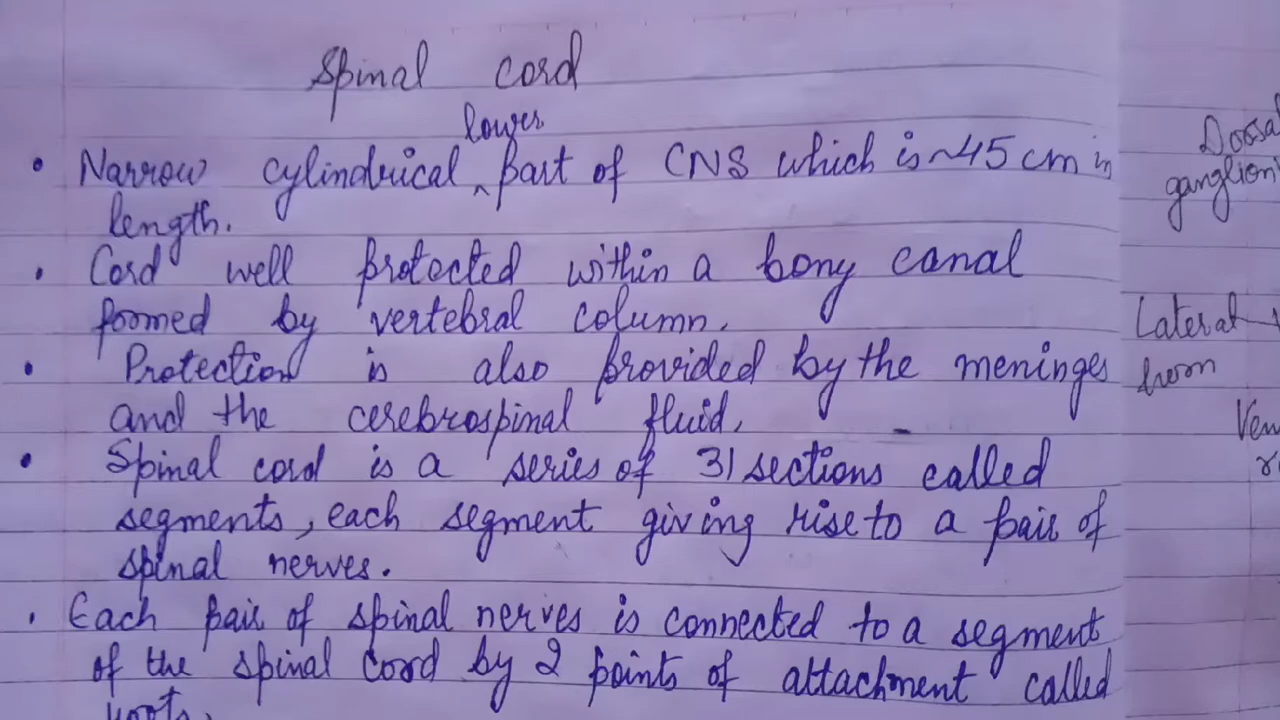 Spinal cord
lower
• Narrow cylindrical ^ part of CNS which is ~45 cm in
length.
• Cord well protected within a bony canal
formed by vertebral column.
• Protection is also provided by the meninges
and the cerebrospinal fluid.
• Spinal cord is a series of 31 sections called
segments, each segment giving rise to a pair of
spinal nerves.
• Each pair of spinal nerves is connected to a segment
of the spinal cord by 2 points of attachment called
roots.
Dorsal
ganglion
Lateral
horn
Ven